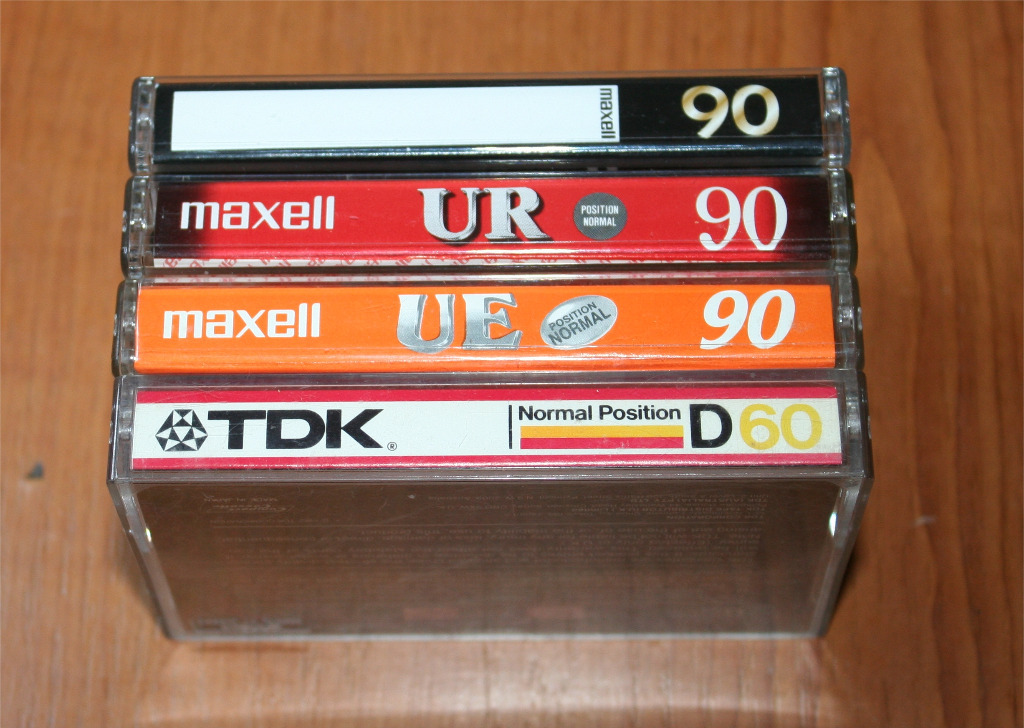 maxell 90
maxell UR POSITION NORMAL 90
maxell UE POSITION NORMAL 90
TDK® Normal Position D60